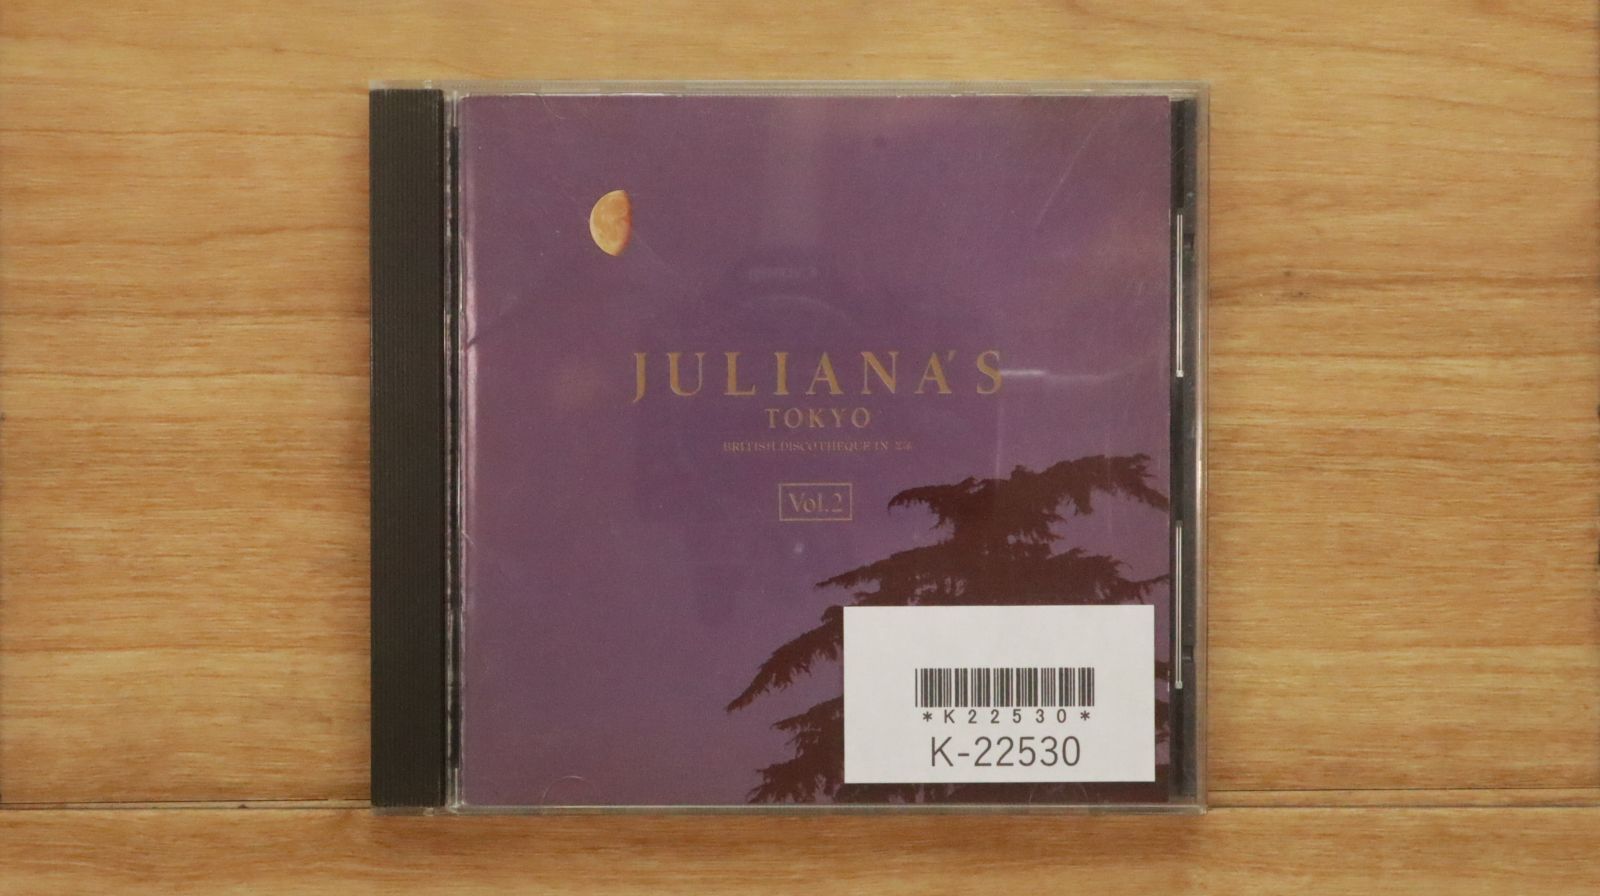 JULIANA'S
TOKYO
BRITISH DISCOTHEQUE IN 芝浦
Vol.2
*K22530*
K-22530